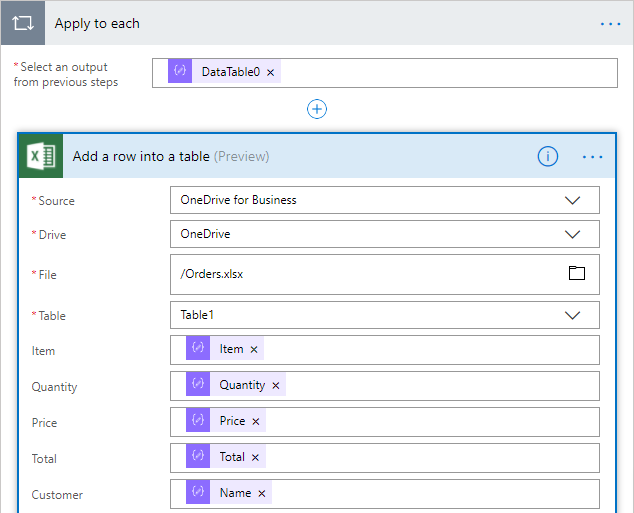 Apply to each
* Select an output
from previous steps
DataTable0 ×
Add a row into a table (Preview)
* Source
OneDrive for Business
* Drive
OneDrive
* File
/Orders.xlsx
* Table
Table1
Item
Item ×
Quantity
Quantity ×
Price
Price ×
Total
Total ×
Customer
Name ×